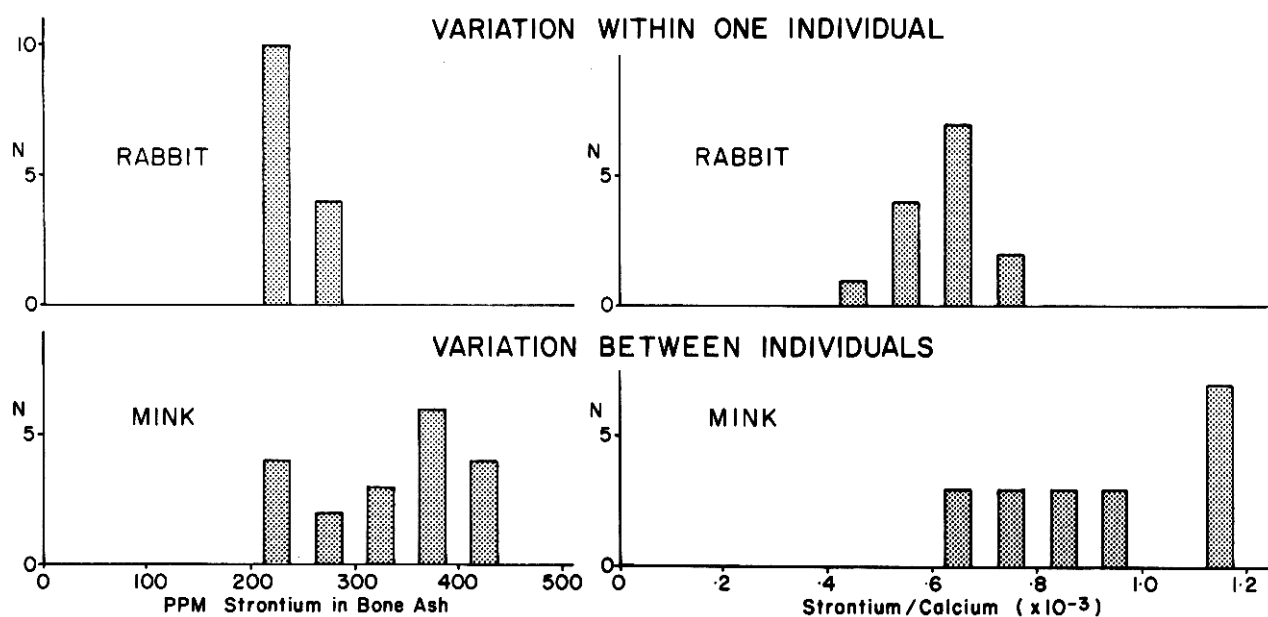 VARIATION WITHIN ONE INDIVIDUAL
10
N
5
0
RABBIT
N
5
0
RABBIT
VARIATION BETWEEN INDIVIDUALS
N
5
0
MINK
N
5
0
MINK
0 100 200 300 400 500
PPM Strontium in Bone Ash
0 .2 .4 .6 .8 1.0 1.2
Strontium/Calcium (x10⁻³)